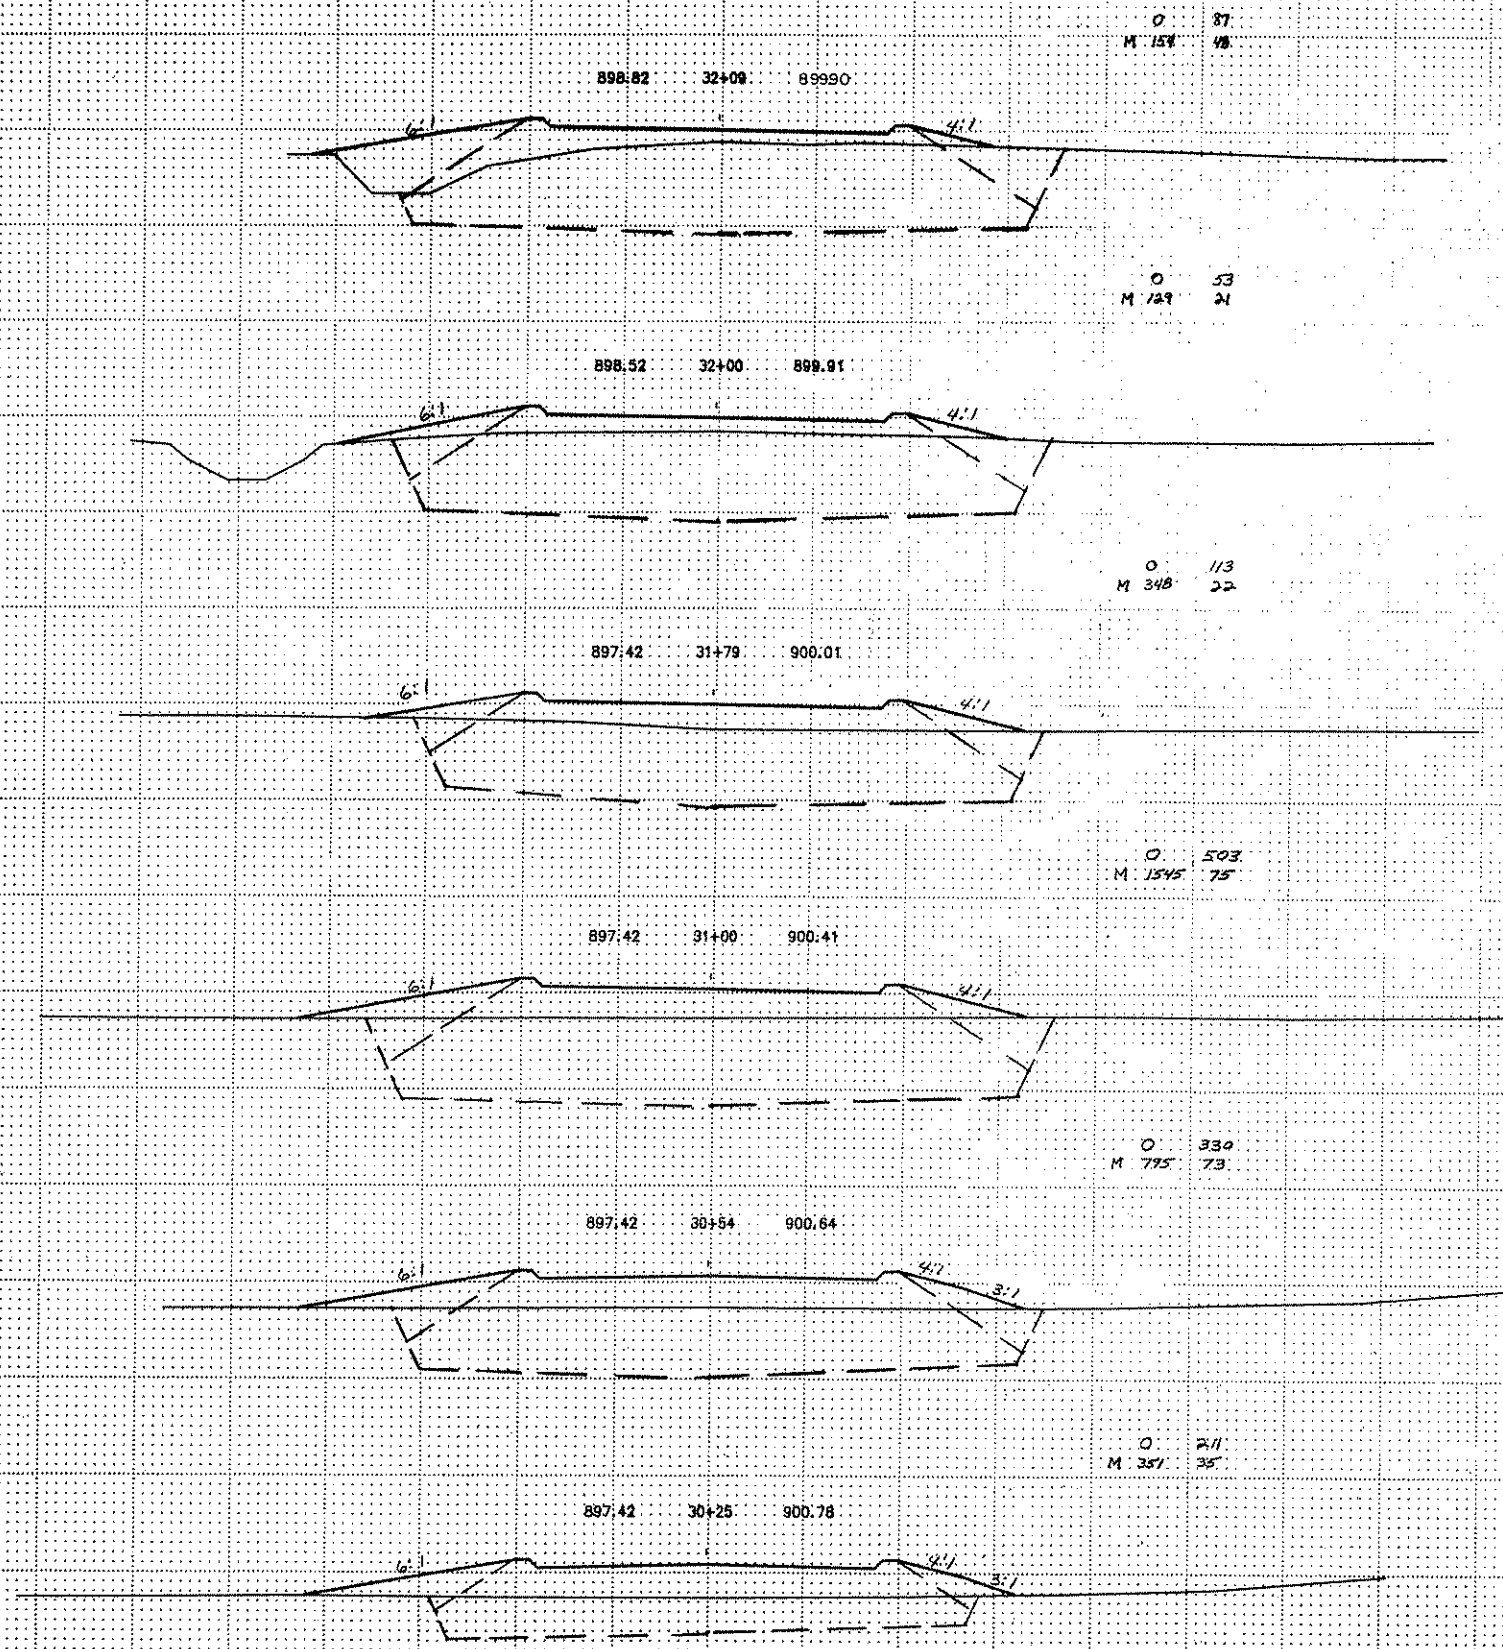 O 87
M 154 48
898.82 32+09 89990
6:1 4:1
O 53
M 129 21
898.52 32+00 899.91
6:1 4:1
O 113
M 348 22
897.42 31+79 900.01
6:1 4:1
O 503
M 1545 75
897.42 31+00 900.41
6:1 4:1
O 330
M 795 73
897.42 30+54 900.64
6:1 4:1
3:1
O 211
M 351 35
897.42 30+25 900.78
6:1 4:1
3:1